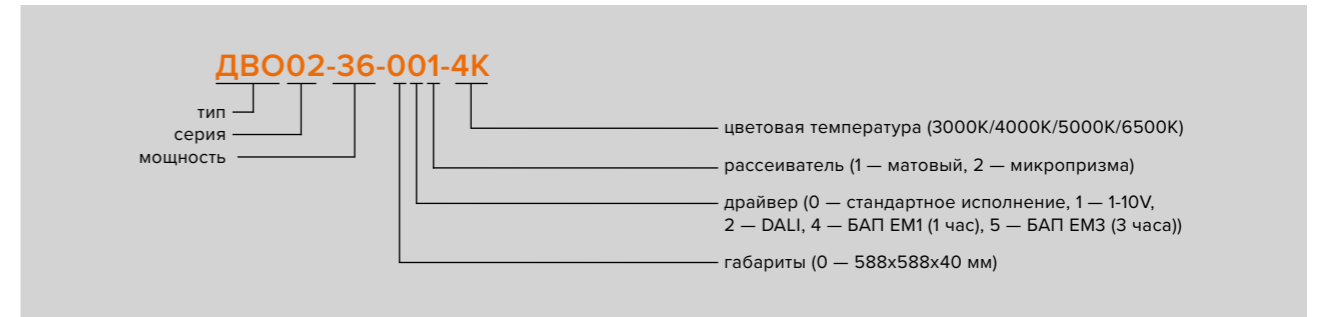 ДВО02-36-001-4К
тип
серия
мощность
цветовая температура (3000К/4000К/5000К/6500К)
рассеиватель (1 — матовый, 2 — микропризма)
драйвер (0 — стандартное исполнение, 1 — 1-10V,
2 — DALI, 4 — БАП ЕМ1 (1 час), 5 — БАП ЕМ3 (3 часа))
габариты (0 — 588х588х40 мм)